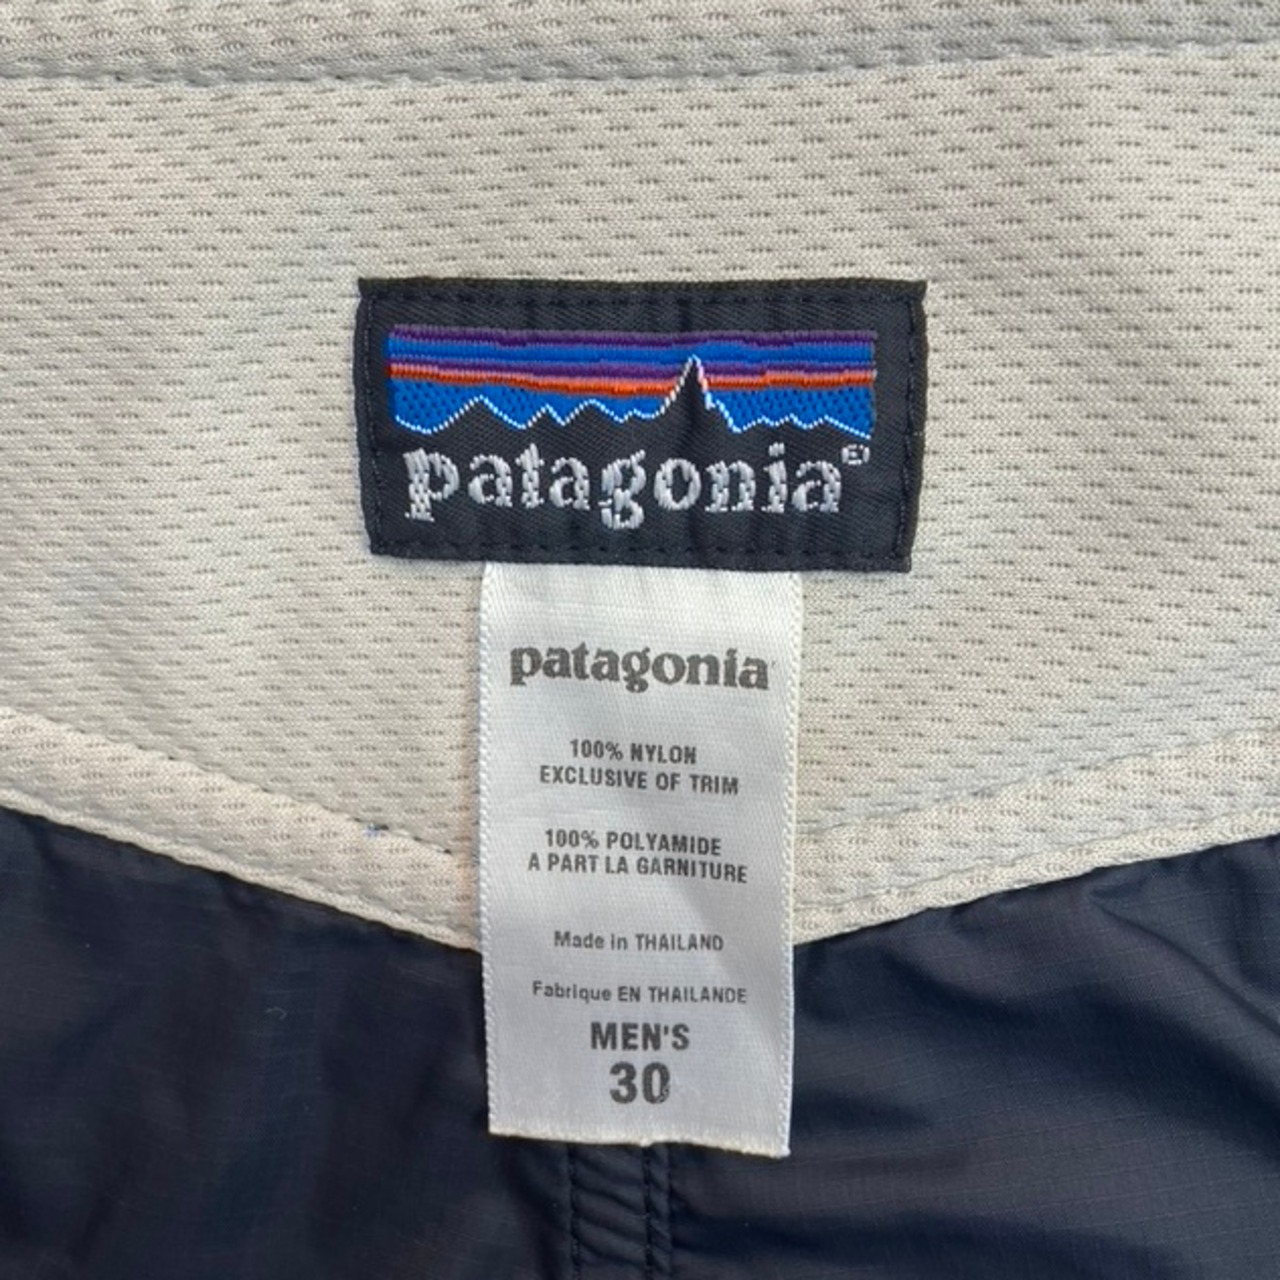 patagonia®
patagonia
100% NYLON
EXCLUSIVE OF TRIM
100% POLYAMIDE
A PART LA GARNITURE
Made in THAILAND
Fabrique EN THAILANDE
MEN'S
30